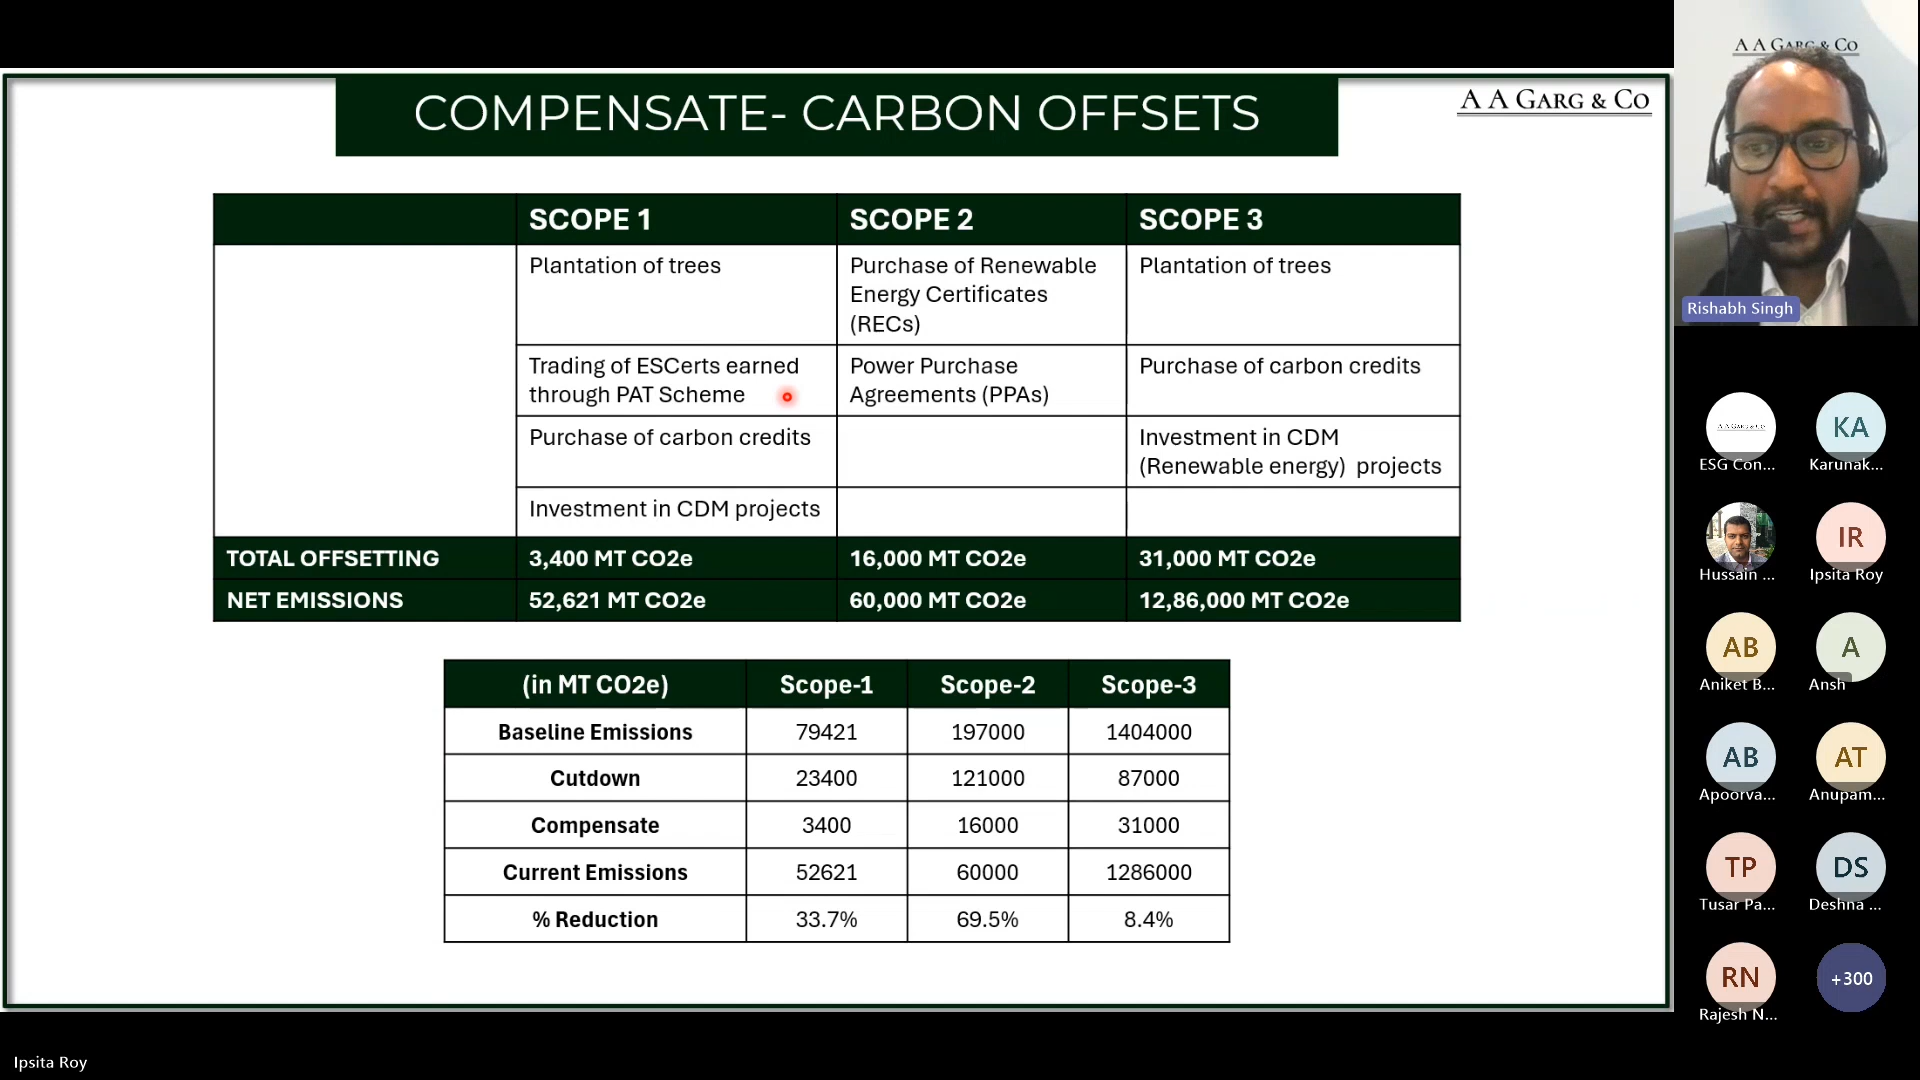 COMPENSATE- CARBON OFFSETS
A A GARG & CO
A A GARG & CO
SCOPE 1 SCOPE 2 SCOPE 3
Plantation of trees
Purchase of Renewable
Energy Certificates
(RECs)
Plantation of trees
Trading of ESCerts earned
through PAT Scheme
Power Purchase
Agreements (PPAs)
Purchase of carbon credits
Purchase of carbon credits
Investment in CDM
(Renewable energy) projects
Investment in CDM projects
TOTAL OFFSETTING 3,400 MT CO2e 16,000 MT CO2e 31,000 MT CO2e
NET EMISSIONS 52,621 MT CO2e 60,000 MT CO2e 12,86,000 MT CO2e
(in MT CO2e) Scope-1 Scope-2 Scope-3
Baseline Emissions 79421 197000 1404000
Cutdown 23400 121000 87000
Compensate 3400 16000 31000
Current Emissions 52621 60000 1286000
% Reduction 33.7% 69.5% 8.4%
Rishabh Singh
A A GARG & CO
KA
ESG Con...
Karunak...
IR
Hussain ...
Ipsita Roy
AB
A
Aniket B...
Ansh
AB
AT
Apoorva...
Anupam...
TP
DS
Tusar Pa...
Deshna ...
RN
+300
Rajesh N...
Ipsita Roy